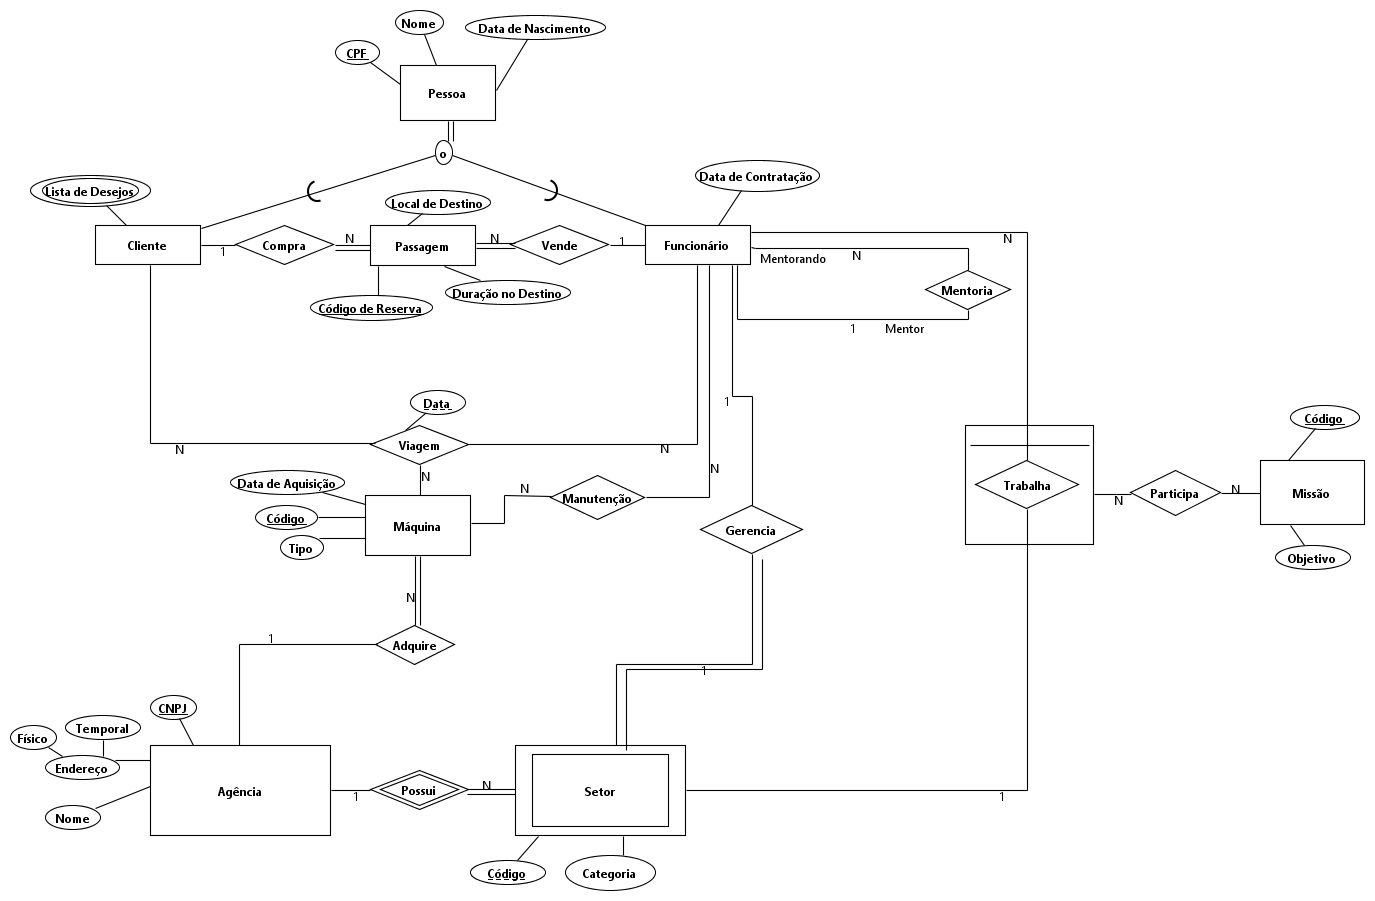 Nome
Data de Nascimento
CPF
Pessoa
o
Lista de Desejos
Data de Contratação
Local de Destino
Cliente
1
Compra
N
Passagem
N
Vende
1
Funcionário
N
Mentorando
N
Mentoria
Duração no Destino
Código de Reserva
1
Mentor
Data
1
Código
N
Viagem
N
N
N
Data de Aquisição
N
Manutenção
Trabalha
N
Participa
N
Missão
Código
Máquina
Gerencia
Tipo
Objetivo
N
1
Adquire
1
CNPJ
Temporal
Físico
Endereço
Agência
1
Possui
N
Setor
1
Nome
Código
Categoria